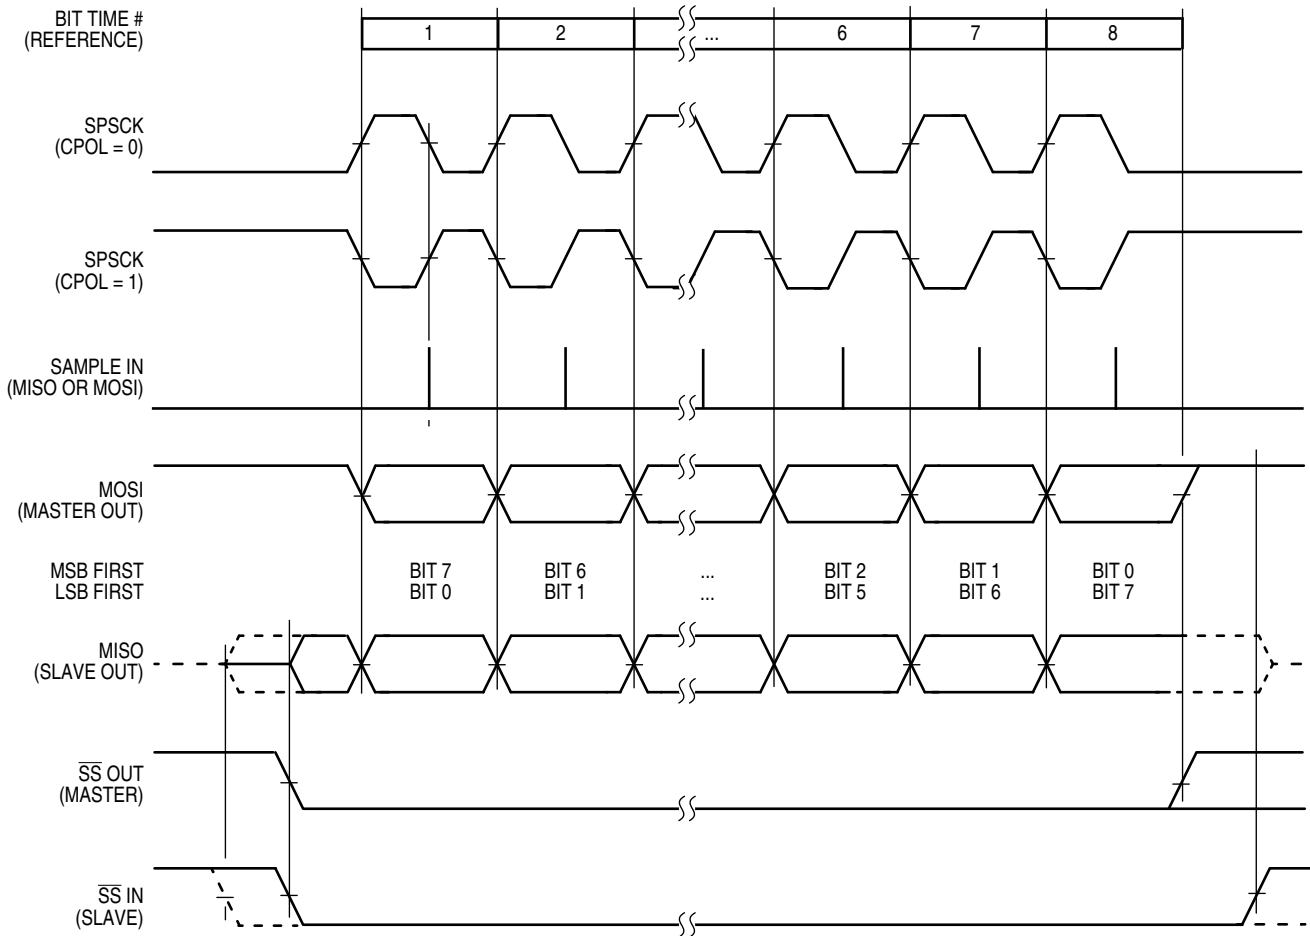 BIT TIME #
(REFERENCE)
1 2 ... 6 7 8
SPSCK
(CPOL = 0)
SPSCK
(CPOL = 1)
SAMPLE IN
(MISO OR MOSI)
MOSI
(MASTER OUT)
MSB FIRST BIT 7 BIT 6 ... BIT 2 BIT 1 BIT 0
LSB FIRST BIT 0 BIT 1 ... BIT 5 BIT 6 BIT 7
MISO
(SLAVE OUT)
S̅S̅ OUT
(MASTER)
S̅S̅ IN
(SLAVE)